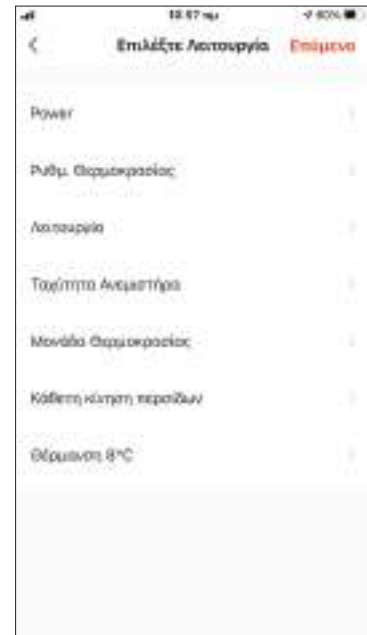 Επιλέξτε Λειτουργία Επόμενο
Power
Ρυθμ. Θερμοκρασίας
Λειτουργία
Ταχύτητα Ανεμιστήρα
Μονάδα Θερμοκρασίας
Κάθετη κίνηση περσίδων
Θέρμανση 8°C